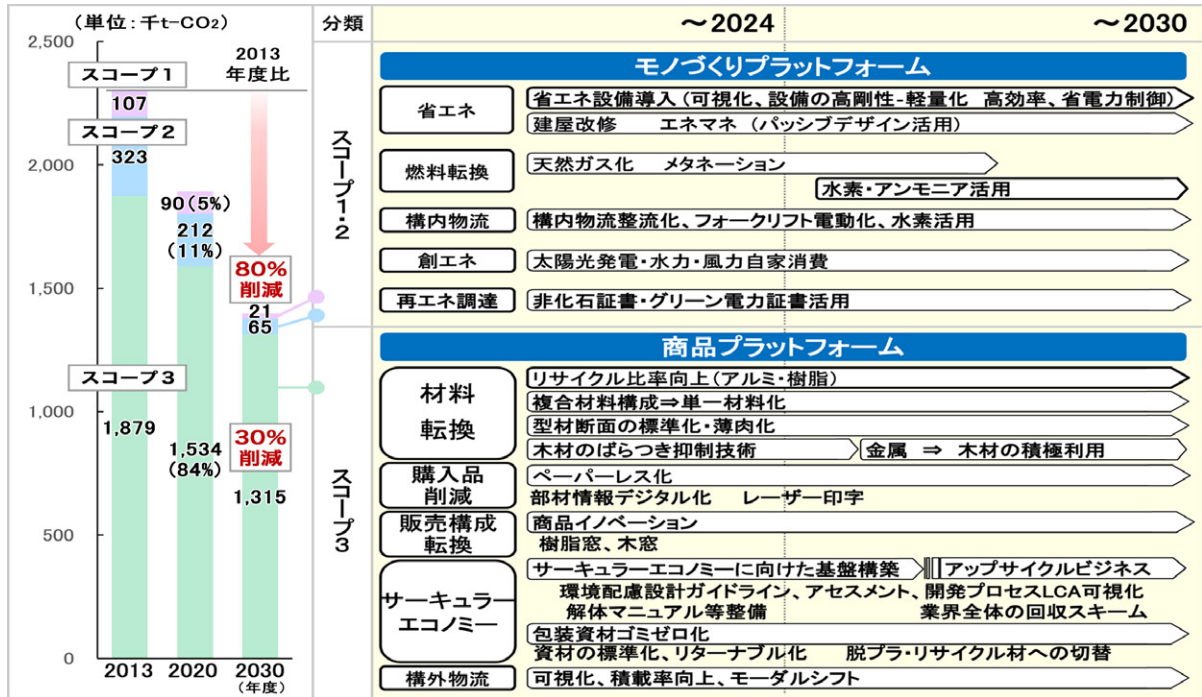 (単位:千t-CO₂)
2,500
2,000
1,500
1,000
500
0
スコープ1
107
スコープ2
323
スコープ3
1,879
90(5%)
212
(11%)
1,534
(84%)
2013
年度比
80%
削減
21
65
30%
削減
1,315
2013
2020
2030
(年度)
分類
～2024
～2030
スコープ1・2
モノづくりプラットフォーム
省エネ
省エネ設備導入(可視化、設備の高剛性-軽量化 高効率、省電力制御)
建屋改修 エネマネ (パッシブデザイン活用)
燃料転換
天然ガス化 メタネーション
水素・アンモニア活用
構内物流
構内物流整流化、フォークリフト電動化、水素活用
創エネ
太陽光発電・水力・風力自家消費
再エネ調達
非化石証書・グリーン電力証書活用
スコープ3
商品プラットフォーム
材料
転換
リサイクル比率向上(アルミ・樹脂)
複合材料構成⇒単一材料化
型材断面の標準化・薄肉化
木材のばらつき抑制技術
金属 ⇒ 木材の積極利用
購入品
削減
ペーパーレス化
部材情報デジタル化 レーザー印字
販売構成
転換
商品イノベーション
樹脂窓、木窓
サーキュラー
エコノミー
サーキュラーエコノミーに向けた基盤構築
アップサイクルビジネス
環境配慮設計ガイドライン、アセスメント、開発プロセスLCA可視化
解体マニュアル等整備 業界全体の回収スキーム
包装資材ゴミゼロ化
資材の標準化、リターナブル化 脱プラ・リサイクル材への切替
構外物流
可視化、積載率向上、モーダルシフト